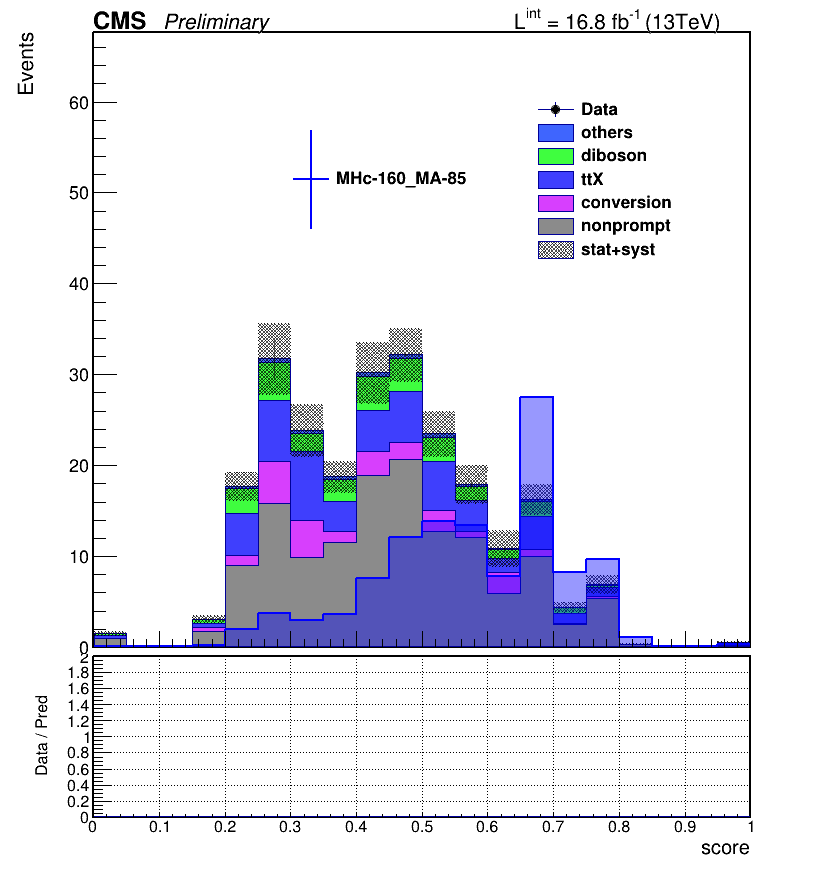 CMS Preliminary L^int = 16.8 fb^-1 (13TeV)
Events
60
50
40
30
20
10
0
Data
others
diboson
ttX
conversion
nonprompt
stat+syst
MHc-160_MA-85
Data / Pred
2
1.8
1.6
1.4
1.2
1
0.8
0.6
0.4
0.2
0
0 0.1 0.2 0.3 0.4 0.5 0.6 0.7 0.8 0.9 1
score